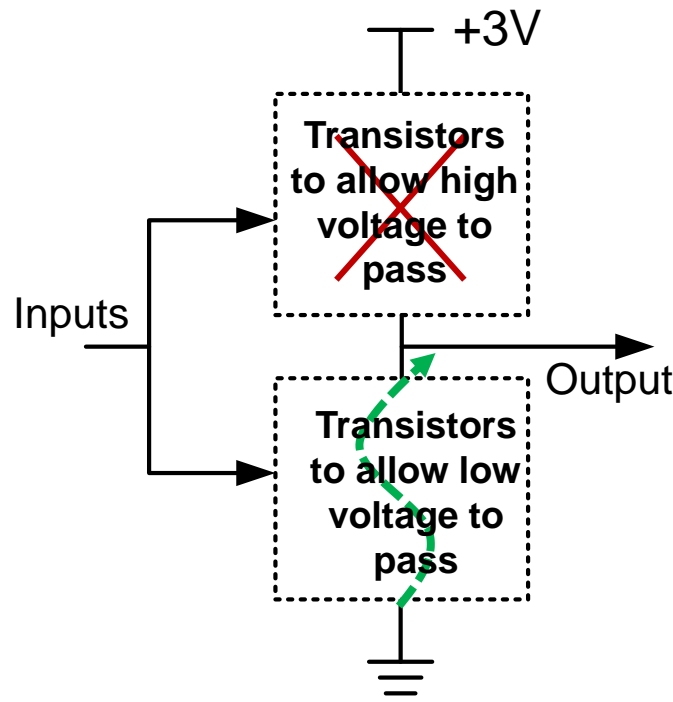 +3V
Transistors
to allow high
voltage to
pass
Inputs
Output
Transistors
to allow low
voltage to
pass